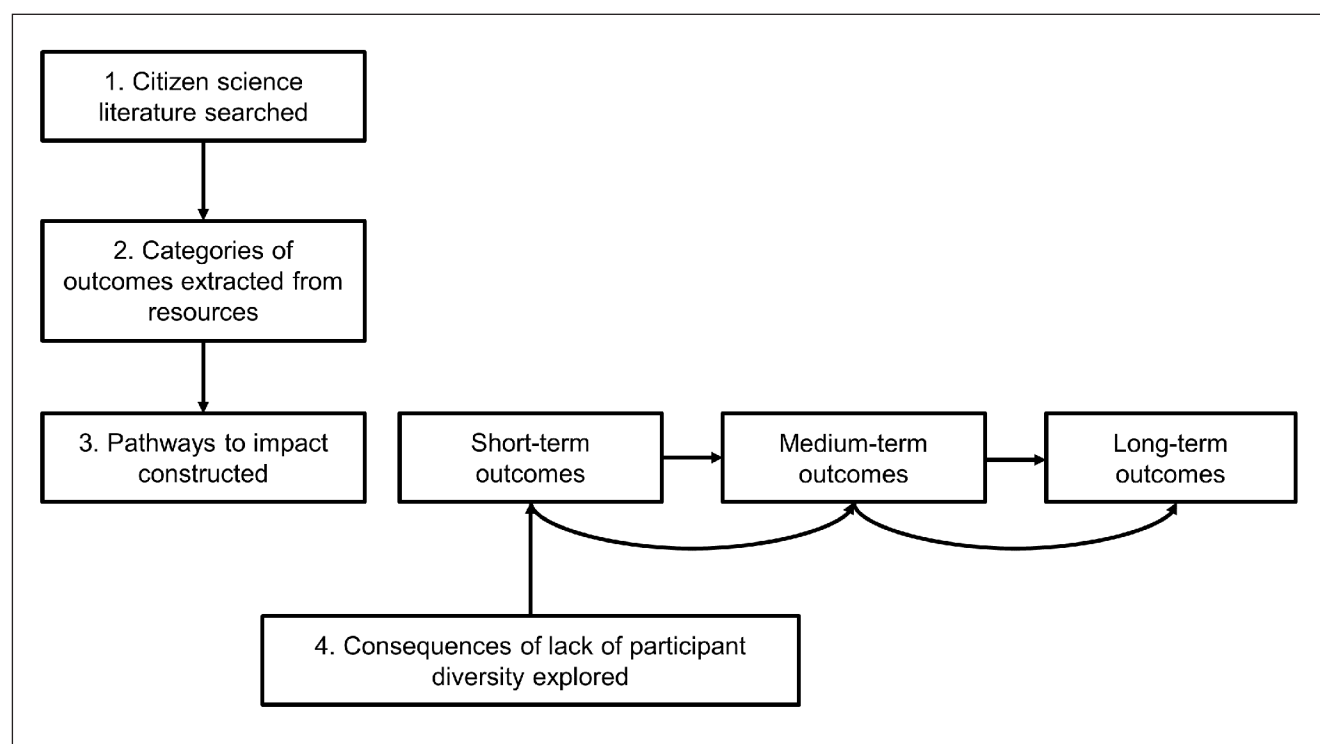 1. Citizen science
literature searched
2. Categories of
outcomes extracted from
resources
3. Pathways to impact
constructed
Short-term
outcomes
Medium-term
outcomes
Long-term
outcomes
4. Consequences of lack of participant
diversity explored